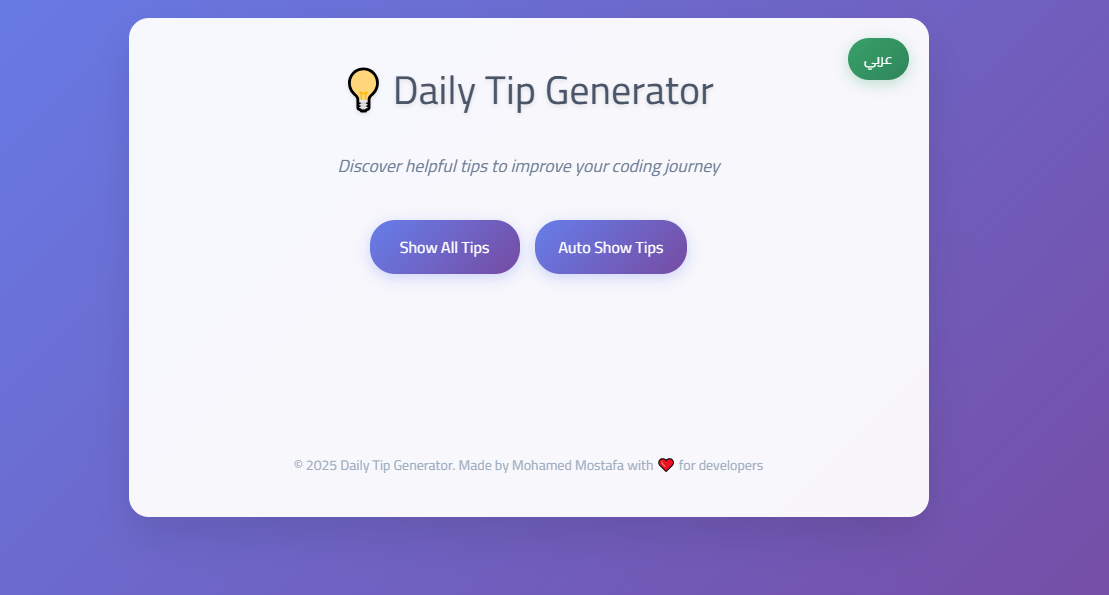 عربي
💡 Daily Tip Generator
Discover helpful tips to improve your coding journey
Show All Tips
Auto Show Tips
© 2025 Daily Tip Generator. Made by Mohamed Mostafa with ❤️ for developers